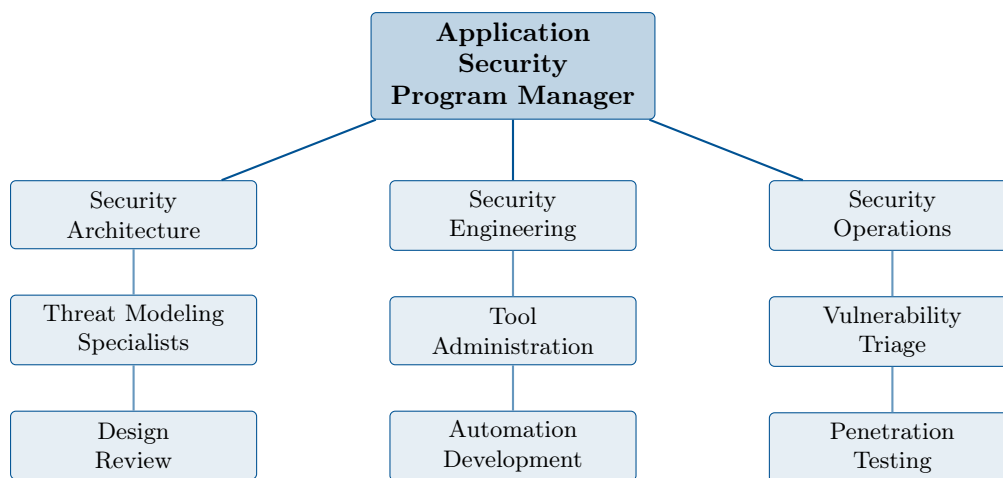 Application
Security
Program Manager
Security
Architecture
Security
Engineering
Security
Operations
Threat Modeling
Specialists
Tool
Administration
Vulnerability
Triage
Design
Review
Automation
Development
Penetration
Testing